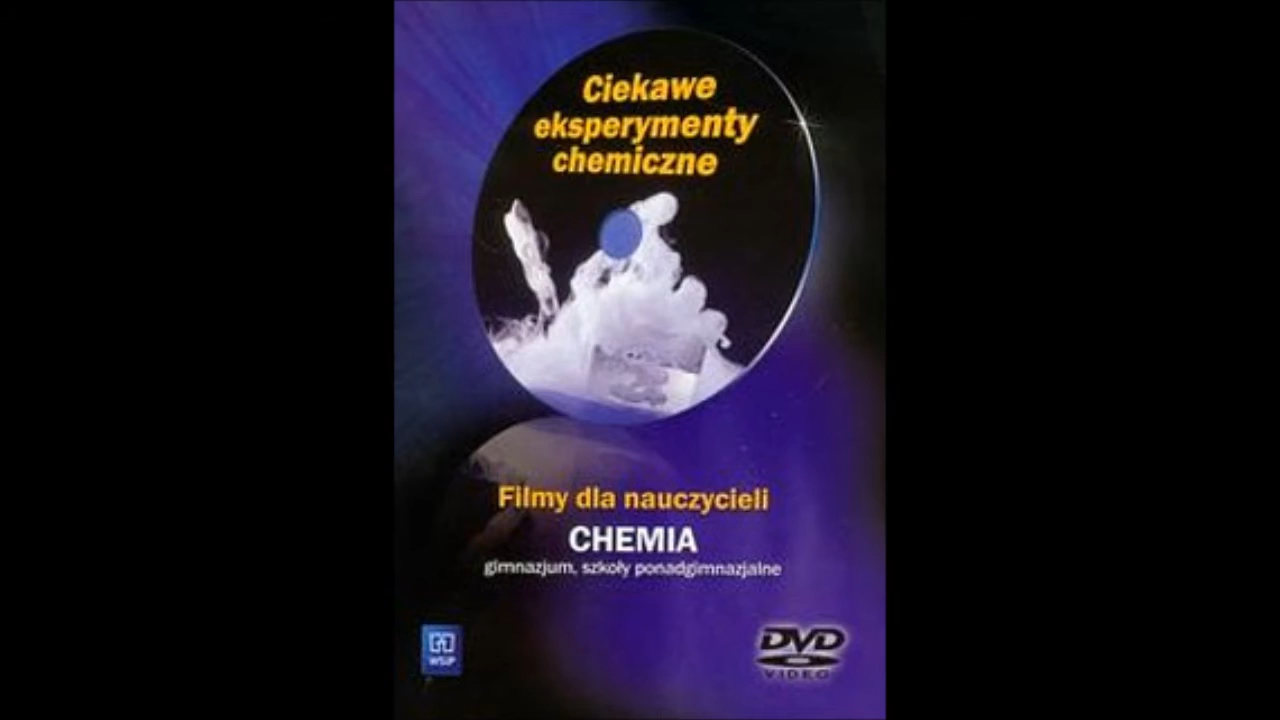 Ciekawe
eksperymenty
chemiczne
Filmy dla nauczycieli
CHEMIA
gimnazjum, szkoły ponadgimnazjalne
WSiP
DVD
VIDEO